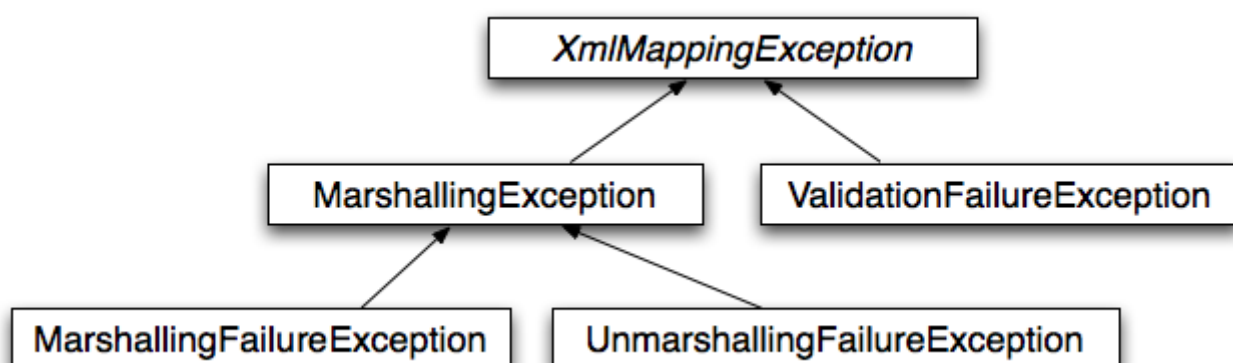 XmlMappingException
MarshallingException
ValidationFailureException
MarshallingFailureException
UnmarshallingFailureException